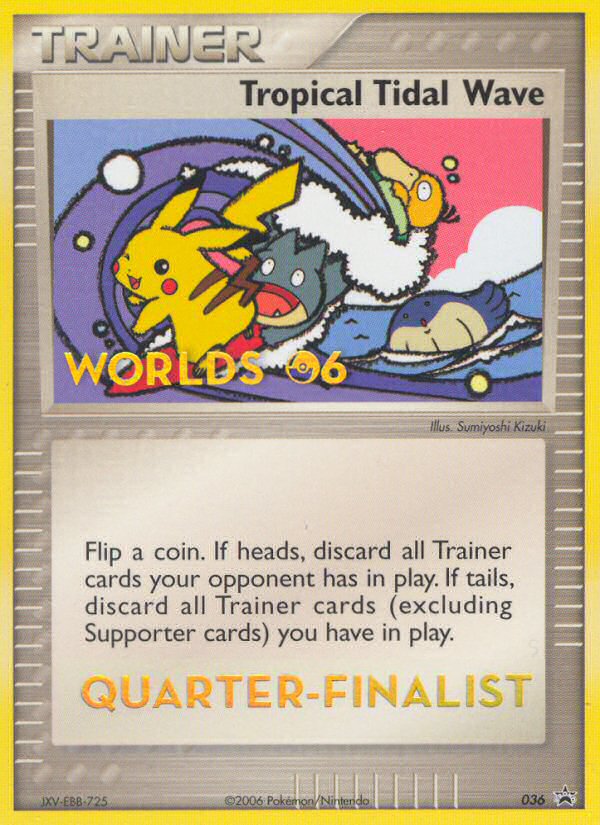 TRAINER
Tropical Tidal Wave
WORLDS 06
Illus. Sumiyoshi Kizuki
Flip a coin. If heads, discard all Trainer
cards your opponent has in play. If tails,
discard all Trainer cards (excluding
Supporter cards) you have in play.
QUARTER-FINALIST
JXV-EBB-725
©2006 Pokémon/Nintendo
036